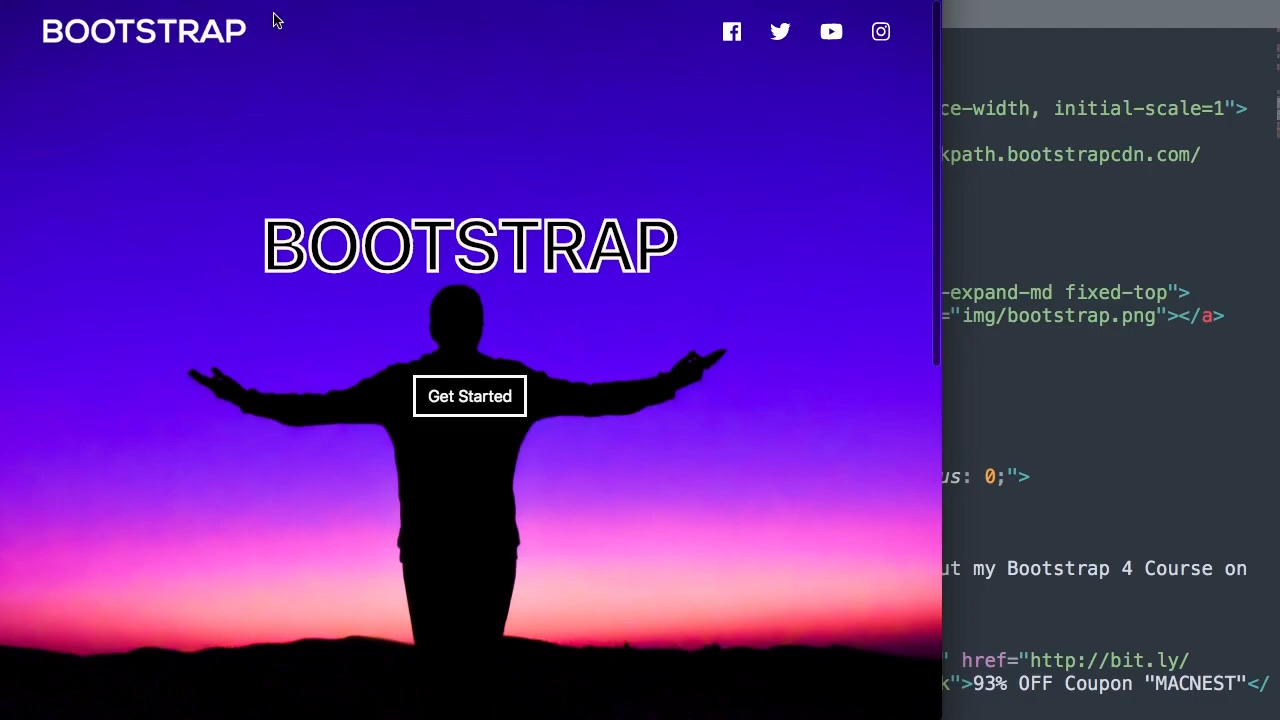 BOOTSTRAP
BOOTSTRAP
Get Started
ce-width, initial-scale=1">
kpath.bootstrapcdn.com/
-expand-md fixed-top">
="img/bootstrap.png"></a>
us: 0;">
ut my Bootstrap 4 Course on
" href="http://bit.ly/
k">93% OFF Coupon "MACNEST"</